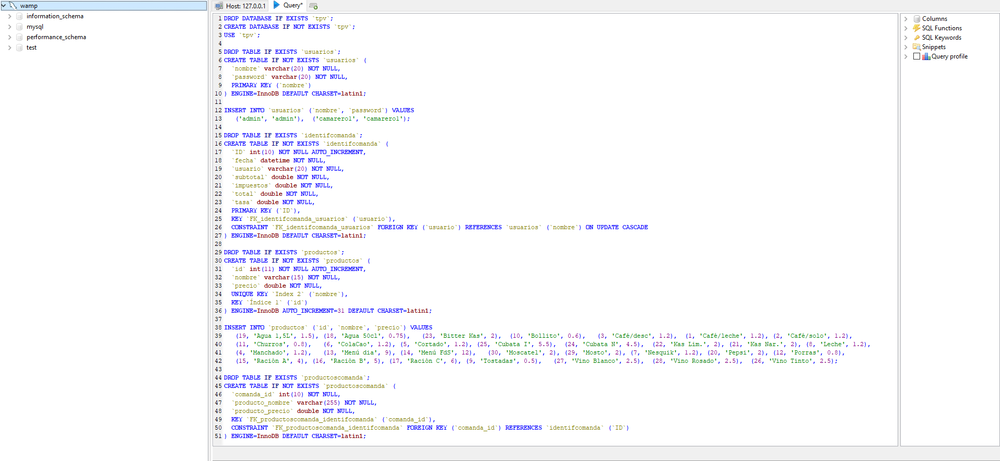 wamp
information_schema
mysql
performance_schema
test
Host: 127.0.0.1 Query*
1 DROP DATABASE IF EXISTS `tpv`;
2 CREATE DATABASE IF NOT EXISTS `tpv`;
3 USE `tpv`;
4
5 DROP TABLE IF EXISTS `usuarios`;
6 CREATE TABLE IF NOT EXISTS `usuarios` (
7 `nombre` varchar(20) NOT NULL,
8 `password` varchar(20) NOT NULL,
9 PRIMARY KEY (`nombre`)
10 ) ENGINE=InnoDB DEFAULT CHARSET=latin1;
11
12 INSERT INTO `usuarios` (`nombre`, `password`) VALUES
13 ('admin', 'admin'), ('camarero1', 'camarero1');
14
15 DROP TABLE IF EXISTS `identifcomanda`;
16 CREATE TABLE IF NOT EXISTS `identifcomanda` (
17 `ID` int(10) NOT NULL AUTO_INCREMENT,
18 `fecha` datetime NOT NULL,
19 `usuario` varchar(20) NOT NULL,
20 `subtotal` double NOT NULL,
21 `impuestos` double NOT NULL,
22 `total` double NOT NULL,
23 `tasa` double NOT NULL,
24 PRIMARY KEY (`ID`),
25 KEY `FK_identifcomanda_usuarios` (`usuario`),
26 CONSTRAINT `FK_identifcomanda_usuarios` FOREIGN KEY (`usuario`) REFERENCES `usuarios` (`nombre`) ON UPDATE CASCADE
27 ) ENGINE=InnoDB DEFAULT CHARSET=latin1;
28
29 DROP TABLE IF EXISTS `productos`;
30 CREATE TABLE IF NOT EXISTS `productos` (
31 `id` int(11) NOT NULL AUTO_INCREMENT,
32 `nombre` varchar(15) NOT NULL,
33 `precio` double NOT NULL,
34 UNIQUE KEY `Index 2` (`nombre`),
35 KEY `Índice 1` (`id`)
36 ) ENGINE=InnoDB AUTO_INCREMENT=31 DEFAULT CHARSET=latin1;
37
38 INSERT INTO `productos` (`id`, `nombre`, `precio`) VALUES
39 (19, 'Agua 1,5L', 1.5), (18, 'Agua 50cl', 0.75), (23, 'Bitter Kas', 2), (10, 'Bollito', 0.6), (3, 'Café/desc', 1.2), (1, 'Café/leche', 1.2), (2, 'Café/solo', 1.2),
40 (11, 'Churros', 0.8), (6, 'ColaCao', 1.2), (5, 'Cortado', 1.2), (25, 'Cubata I', 5.5), (24, 'Cubata N', 4.5), (22, 'Kas Lim.', 2), (21, 'Kas Nar.', 2), (8, 'Leche', 1.2),
41 (4, 'Manchado', 1.2), (13, 'Menú dia', 9), (14, 'Menú FdS', 12), (30, 'Moscatel', 2), (29, 'Mosto', 2), (7, 'Nesquik', 1.2), (20, 'Pepsi', 2), (12, 'Porras', 0.8),
42 (15, 'Ración A', 4), (16, 'Ración B', 5), (17, 'Ración C', 6), (9, 'Tostadas', 0.5), (27, 'Vino Blanco', 2.5), (28, 'Vino Rosado', 2.5), (26, 'Vino Tinto', 2.5);
43
44 DROP TABLE IF EXISTS `productoscomanda`;
45 CREATE TABLE IF NOT EXISTS `productoscomanda` (
46 `comanda_id` int(10) NOT NULL,
47 `producto_nombre` varchar(255) NOT NULL,
48 `producto_precio` double NOT NULL,
49 KEY `FK_productoscomanda_identifcomanda` (`comanda_id`),
50 CONSTRAINT `FK_productoscomanda_identifcomanda` FOREIGN KEY (`comanda_id`) REFERENCES `identifcomanda` (`ID`)
51 ) ENGINE=InnoDB DEFAULT CHARSET=latin1;
Columns
SQL Functions
SQL Keywords
Snippets
Query profile